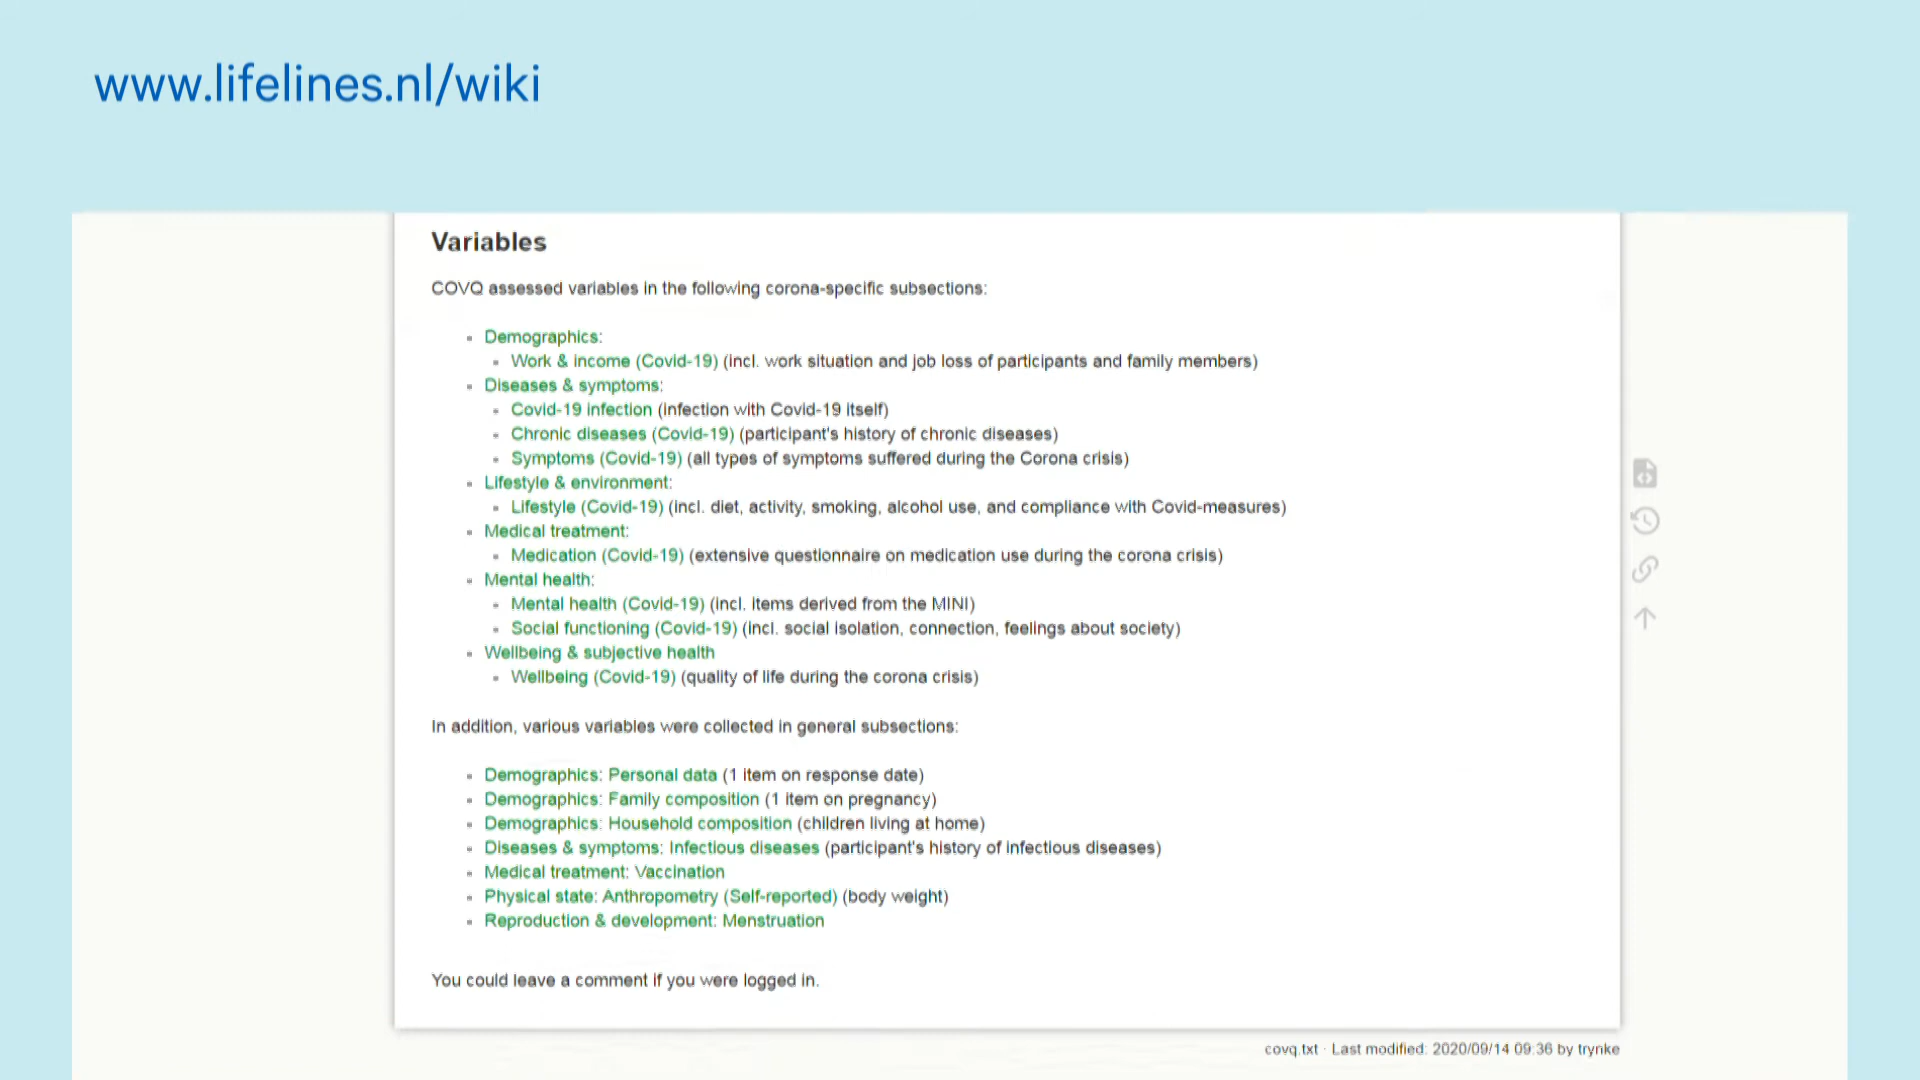 www.lifelines.nl/wiki
Variables
COVQ assessed variables in the following corona-specific subsections:
Demographics:
Work & income (Covid-19) (incl. work situation and job loss of participants and family members)
Diseases & symptoms:
Covid-19 infection (infection with Covid-19 itself)
Chronic diseases (Covid-19) (participant's history of chronic diseases)
Symptoms (Covid-19) (all types of symptoms suffered during the Corona crisis)
Lifestyle & environment:
Lifestyle (Covid-19) (incl. diet, activity, smoking, alcohol use, and compliance with Covid-measures)
Medical treatment:
Medication (Covid-19) (extensive questionnaire on medication use during the corona crisis)
Mental health:
Mental health (Covid-19) (incl. items derived from the MINI)
Social functioning (Covid-19) (incl. social isolation, connection, feelings about society)
Wellbeing & subjective health
Wellbeing (Covid-19) (quality of life during the corona crisis)
In addition, various variables were collected in general subsections:
Demographics: Personal data (1 item on response date)
Demographics: Family composition (1 item on pregnancy)
Demographics: Household composition (children living at home)
Diseases & symptoms: Infectious diseases (participant's history of infectious diseases)
Medical treatment: Vaccination
Physical state: Anthropometry (Self-reported) (body weight)
Reproduction & development: Menstruation
You could leave a comment if you were logged in.
covq.txt · Last modified: 2020/09/14 09:36 by trynke